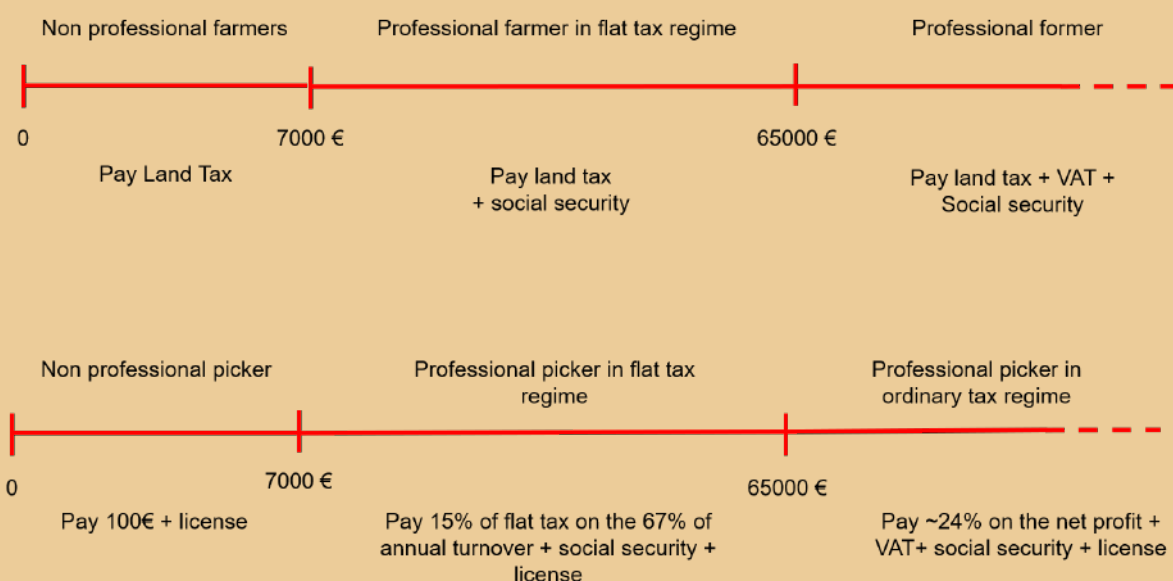 Non professional farmers
Professional farmer in flat tax regime
Professional former
0
7000 €
65000 €
Pay Land Tax
Pay land tax
+ social security
Pay land tax + VAT +
Social security
Non professional picker
Professional picker in flat tax
regime
Professional picker in
ordinary tax regime
0
7000 €
65000 €
Pay 100€ + license
Pay 15% of flat tax on the 67% of
annual turnover + social security +
license
Pay ~24% on the net profit +
VAT+ social security + license